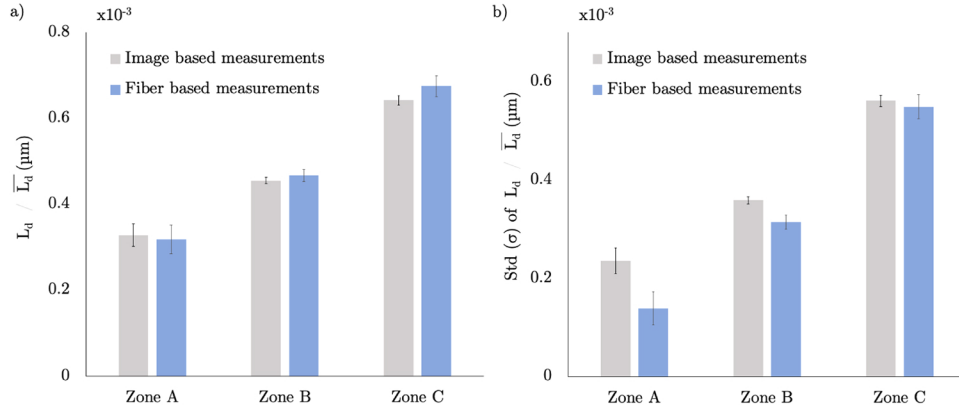 a)
x10-3
0.8
0.6
0.4
0.2
0
Ld / Ld (µm)
Image based measurements
Fiber based measurements
Zone A Zone B Zone C
b)
x10-3
0.6
0.4
0.2
0
Std (σ) of Ld / Ld (µm)
Image based measurements
Fiber based measurements
Zone A Zone B Zone C